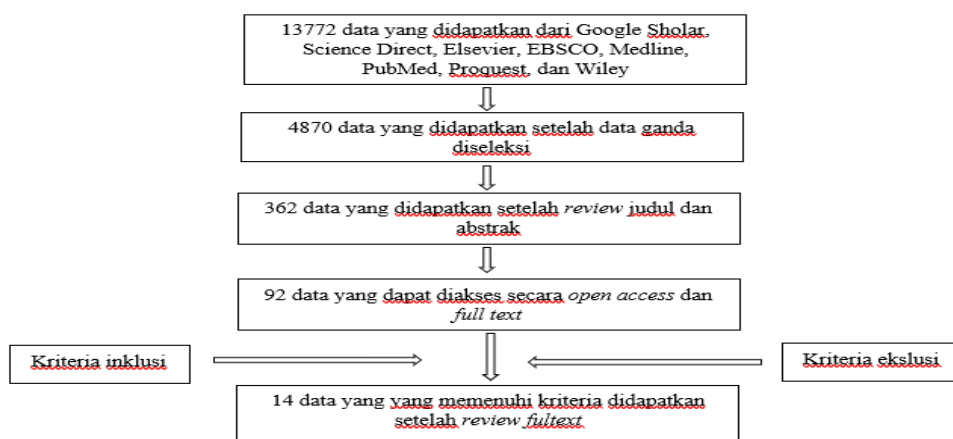 13772 data yang didapatkan dari Google Sholar,
Science Direct, Elsevier, EBSCO, Medline,
PubMed, Proquest, dan Wiley
4870 data yang didapatkan setelah data ganda
diseleksi
362 data yang didapatkan setelah review judul dan
abstrak
92 data yang dapat diakses secara open access dan
full text
Kriteria inklusi
Kriteria ekslusi
14 data yang yang memenuhi kriteria didapatkan
setelah review fultext